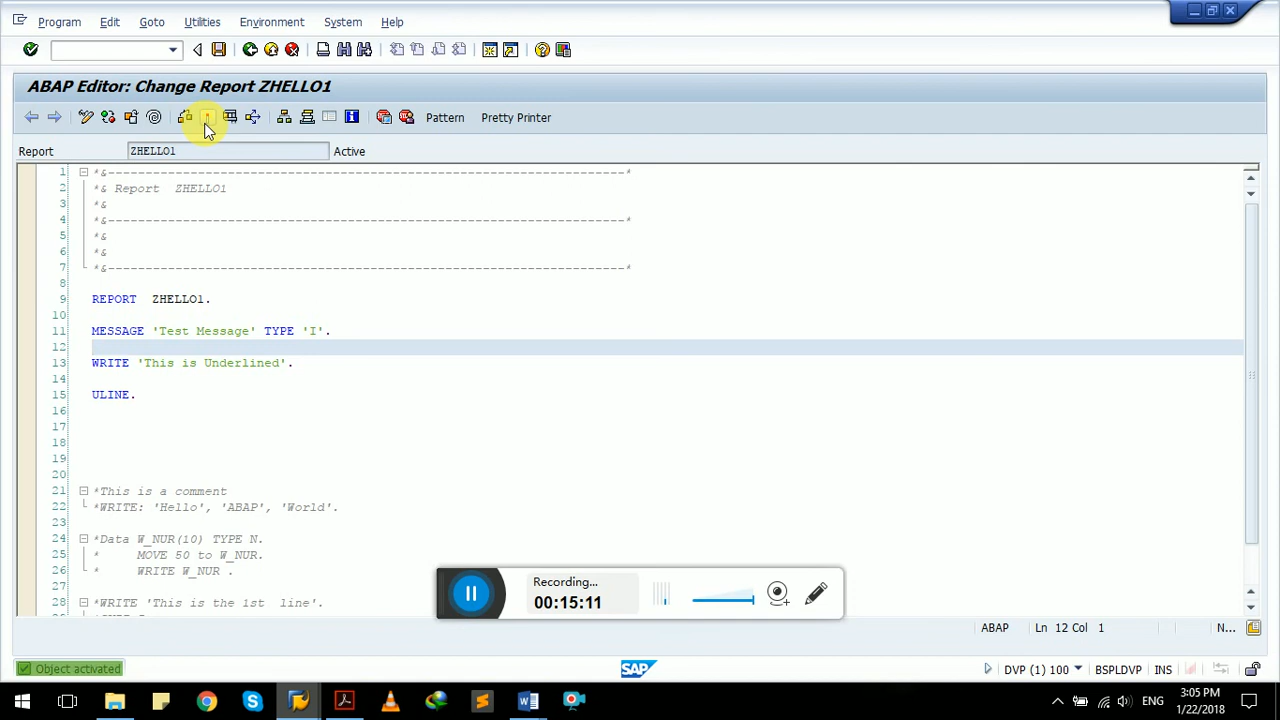 Program Edit Goto Utilities Environment System Help
ABAP Editor: Change Report ZHELLO1
Pattern Pretty Printer
Report ZHELLO1 Active
1 *&---------------------------------------------------------------------*
2 *& Report  ZHELLO1
3 *&
4 *&---------------------------------------------------------------------*
5 *&
6 *&
7 *&---------------------------------------------------------------------*
8
9 REPORT  ZHELLO1.
10
11 MESSAGE 'Test Message' TYPE 'I'.
12
13 WRITE 'This is Underlined'.
14
15 ULINE.
16
17
18
19
20
21 *This is a comment
22 *WRITE: 'Hello', 'ABAP', 'World'.
23
24 *Data W_NUR(10) TYPE N.
25 *     MOVE 50 to W_NUR.
26 *     WRITE W_NUR .
27
28 *WRITE 'This is the 1st  line'.
Recording...
00:15:11
ABAP Ln 12 Col 1 N...
Object activated
SAP
DVP (1) 100 BSPLDVP INS
ENG
3:05 PM
1/22/2018